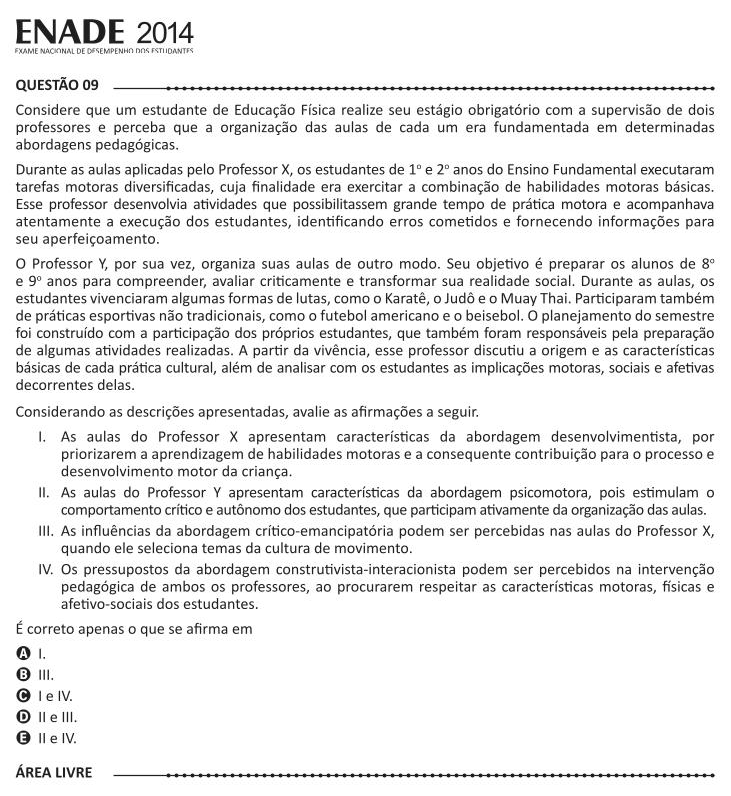 ENADE 2014
EXAME NACIONAL DE DESEMPENHO DOS ESTUDANTES
QUESTÃO 09
Considere que um estudante de Educação Física realize seu estágio obrigatório com a supervisão de dois
professores e perceba que a organização das aulas de cada um era fundamentada em determinadas
abordagens pedagógicas.
Durante as aulas aplicadas pelo Professor X, os estudantes de 1º e 2º anos do Ensino Fundamental executaram
tarefas motoras diversificadas, cuja finalidade era exercitar a combinação de habilidades motoras básicas.
Esse professor desenvolvia atividades que possibilitassem grande tempo de prática motora e acompanhava
atentamente a execução dos estudantes, identificando erros cometidos e fornecendo informações para
seu aperfeiçoamento.
O Professor Y, por sua vez, organiza suas aulas de outro modo. Seu objetivo é preparar os alunos de 8º
e 9º anos para compreender, avaliar criticamente e transformar sua realidade social. Durante as aulas, os
estudantes vivenciaram algumas formas de lutas, como o Karatê, o Judô e o Muay Thai. Participaram também
de práticas esportivas não tradicionais, como o futebol americano e o beisebol. O planejamento do semestre
foi construído com a participação dos próprios estudantes, que também foram responsáveis pela preparação
de algumas atividades realizadas. A partir da vivência, esse professor discutiu a origem e as características
básicas de cada prática cultural, além de analisar com os estudantes as implicações motoras, sociais e afetivas
decorrentes delas.
Considerando as descrições apresentadas, avalie as afirmações a seguir.
I. As aulas do Professor X apresentam características da abordagem desenvolvimentista, por
priorizarem a aprendizagem de habilidades motoras e a consequente contribuição para o processo e
desenvolvimento motor da criança.
II. As aulas do Professor Y apresentam características da abordagem psicomotora, pois estimulam o
comportamento crítico e autônomo dos estudantes, que participam ativamente da organização das aulas.
III. As influências da abordagem crítico-emancipatória podem ser percebidas nas aulas do Professor X,
quando ele seleciona temas da cultura de movimento.
IV. Os pressupostos da abordagem construtivista-interacionista podem ser percebidos na intervenção
pedagógica de ambos os professores, ao procurarem respeitar as características motoras, físicas e
afetivo-sociais dos estudantes.
É correto apenas o que se afirma em
A I.
B III.
C I e IV.
D II e III.
E II e IV.
ÁREA LIVRE